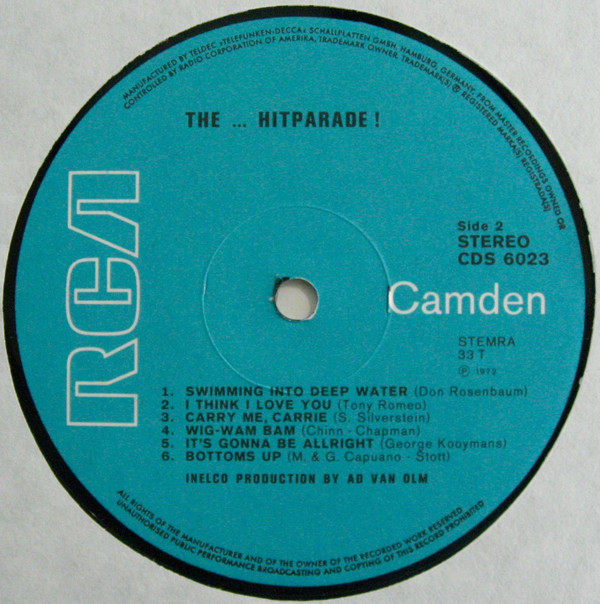 MANUFACTURED BY TELDEC »TELEFUNKEN-DECCA« SCHALLPLATTEN GMBH, HAMBURG, GERMANY, FROM MASTER RECORDINGS OWNED OR
CONTROLLED BY RADIO CORPORATION OF AMERIKA, TRADEMARK OWNER, TRADEMARK(S) ® REGISTERED MARKA(S) REGISTRADA(S)
THE ... HITPARADE !
RCA
Side 2
STEREO
CDS 6023
Camden
STEMRA
33 T
Ⓟ 1972
1. SWIMMING INTO DEEP WATER (Don Rosenbaum)
2. I THINK I LOVE YOU (Tony Romeo)
3. CARRY ME, CARRIE (S. Silverstein)
4. WIG-WAM BAM (Chinn - Chapman)
5. IT'S GONNA BE ALLRIGHT (George Kooymans)
6. BOTTOMS UP (M. & G. Capuano - Stott)
INELCO PRODUCTION BY AD VAN OLM
ALL RIGHTS OF THE MANUFACTURER AND OF THE OWNER OF THE RECORDED WORK RESERVED
UNAUTHORISED PUBLIC PERFORMANCE BROADCASTING AND COPYING OF THIS RECORD PROHIBITED